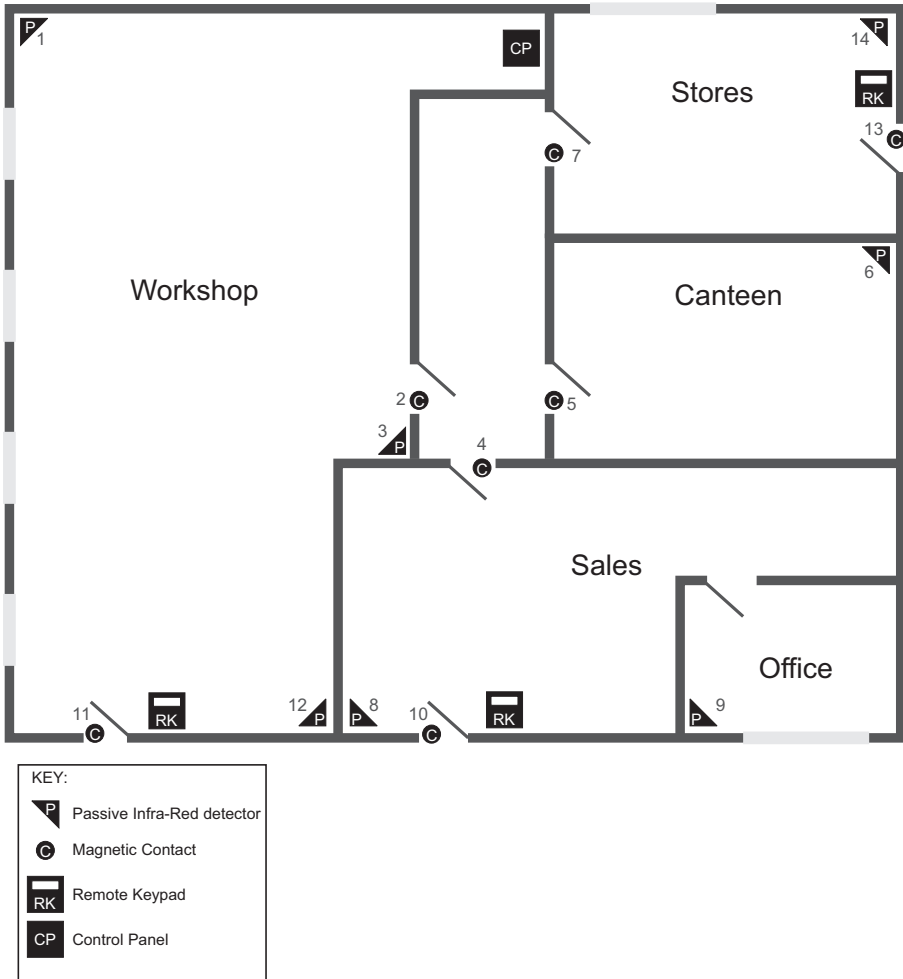 P
1
CP
14
P
Stores
RK
13
C
C
7
P
6
Workshop
Canteen
2
C
C
5
3
P
4
C
Sales
Office
RK
12
P
P
8
RK
P
9
11
C
10
C
KEY:
P
Passive Infra-Red detector
C
Magnetic Contact
RK
Remote Keypad
CP
Control Panel